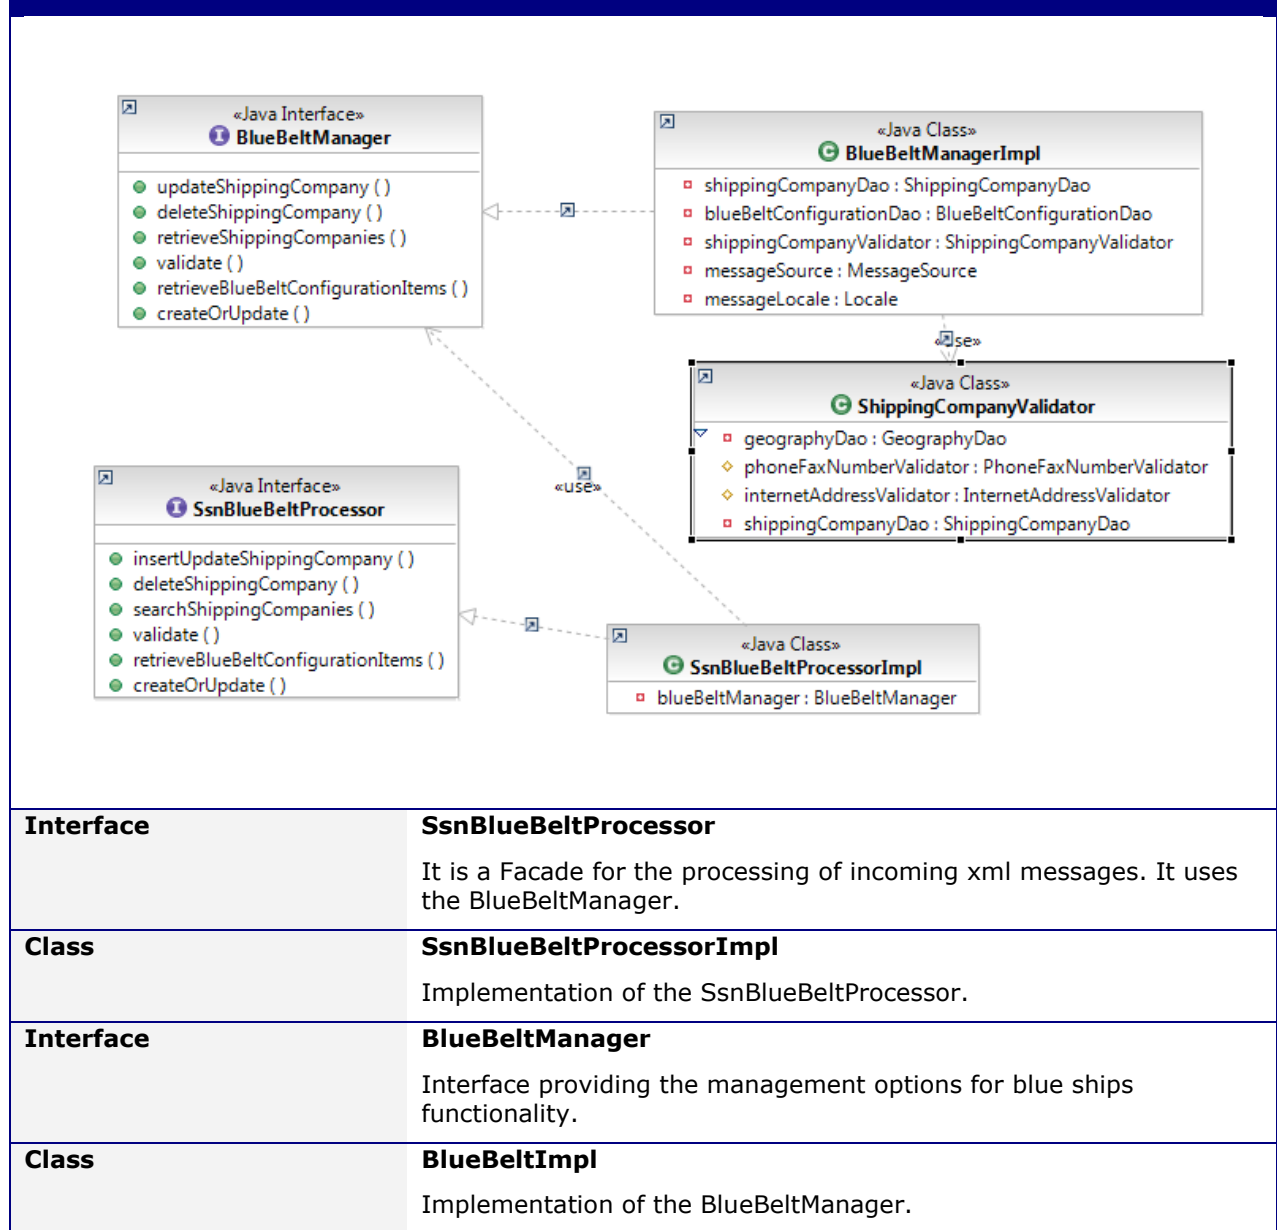 «Java Interface»
BlueBeltManager
updateShippingCompany ( )
deleteShippingCompany ( )
retrieveShippingCompanies ( )
validate ( )
retrieveBlueBeltConfigurationItems ( )
createOrUpdate ( )
«Java Class»
BlueBeltManagerImpl
shippingCompanyDao : ShippingCompanyDao
blueBeltConfigurationDao : BlueBeltConfigurationDao
shippingCompanyValidator : ShippingCompanyValidator
messageSource : MessageSource
messageLocale : Locale
«use»
«Java Class»
ShippingCompanyValidator
geographyDao : GeographyDao
phoneFaxNumberValidator : PhoneFaxNumberValidator
internetAddressValidator : InternetAddressValidator
shippingCompanyDao : ShippingCompanyDao
«use»
«Java Interface»
SsnBlueBeltProcessor
insertUpdateShippingCompany ( )
deleteShippingCompany ( )
searchShippingCompanies ( )
validate ( )
retrieveBlueBeltConfigurationItems ( )
createOrUpdate ( )
«Java Class»
SsnBlueBeltProcessorImpl
blueBeltManager : BlueBeltManager
Interface
SsnBlueBeltProcessor
It is a Facade for the processing of incoming xml messages. It uses
the BlueBeltManager.
Class
SsnBlueBeltProcessorImpl
Implementation of the SsnBlueBeltProcessor.
Interface
BlueBeltManager
Interface providing the management options for blue ships
functionality.
Class
BlueBeltImpl
Implementation of the BlueBeltManager.